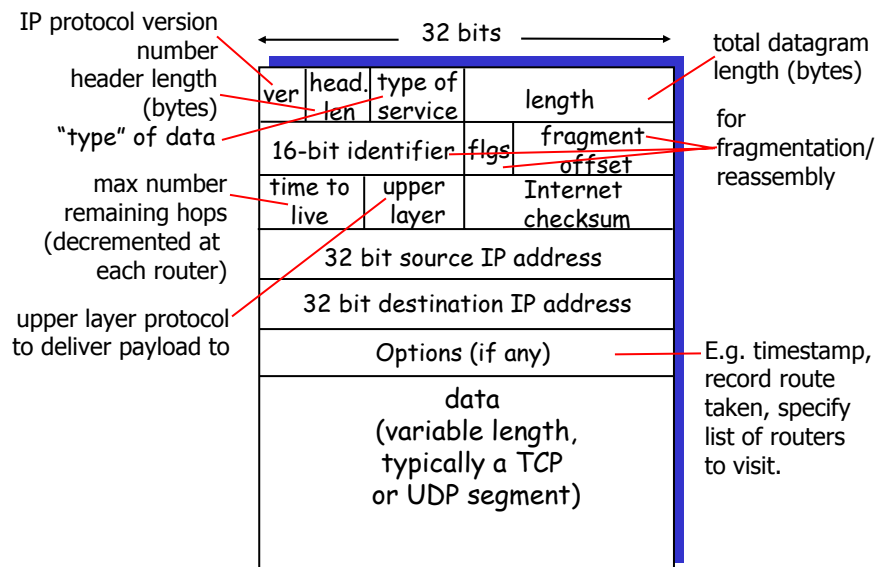 IP protocol version
number
header length
(bytes)
“type” of data
max number
remaining hops
(decremented at
each router)
upper layer protocol
to deliver payload to
32 bits
ver
head.
len
type of
service
length
16-bit identifier
flgs
fragment
offset
time to
live
upper
layer
Internet
checksum
32 bit source IP address
32 bit destination IP address
Options (if any)
data
(variable length,
typically a TCP
or UDP segment)
total datagram
length (bytes)
for
fragmentation/
reassembly
E.g. timestamp,
record route
taken, specify
list of routers
to visit.